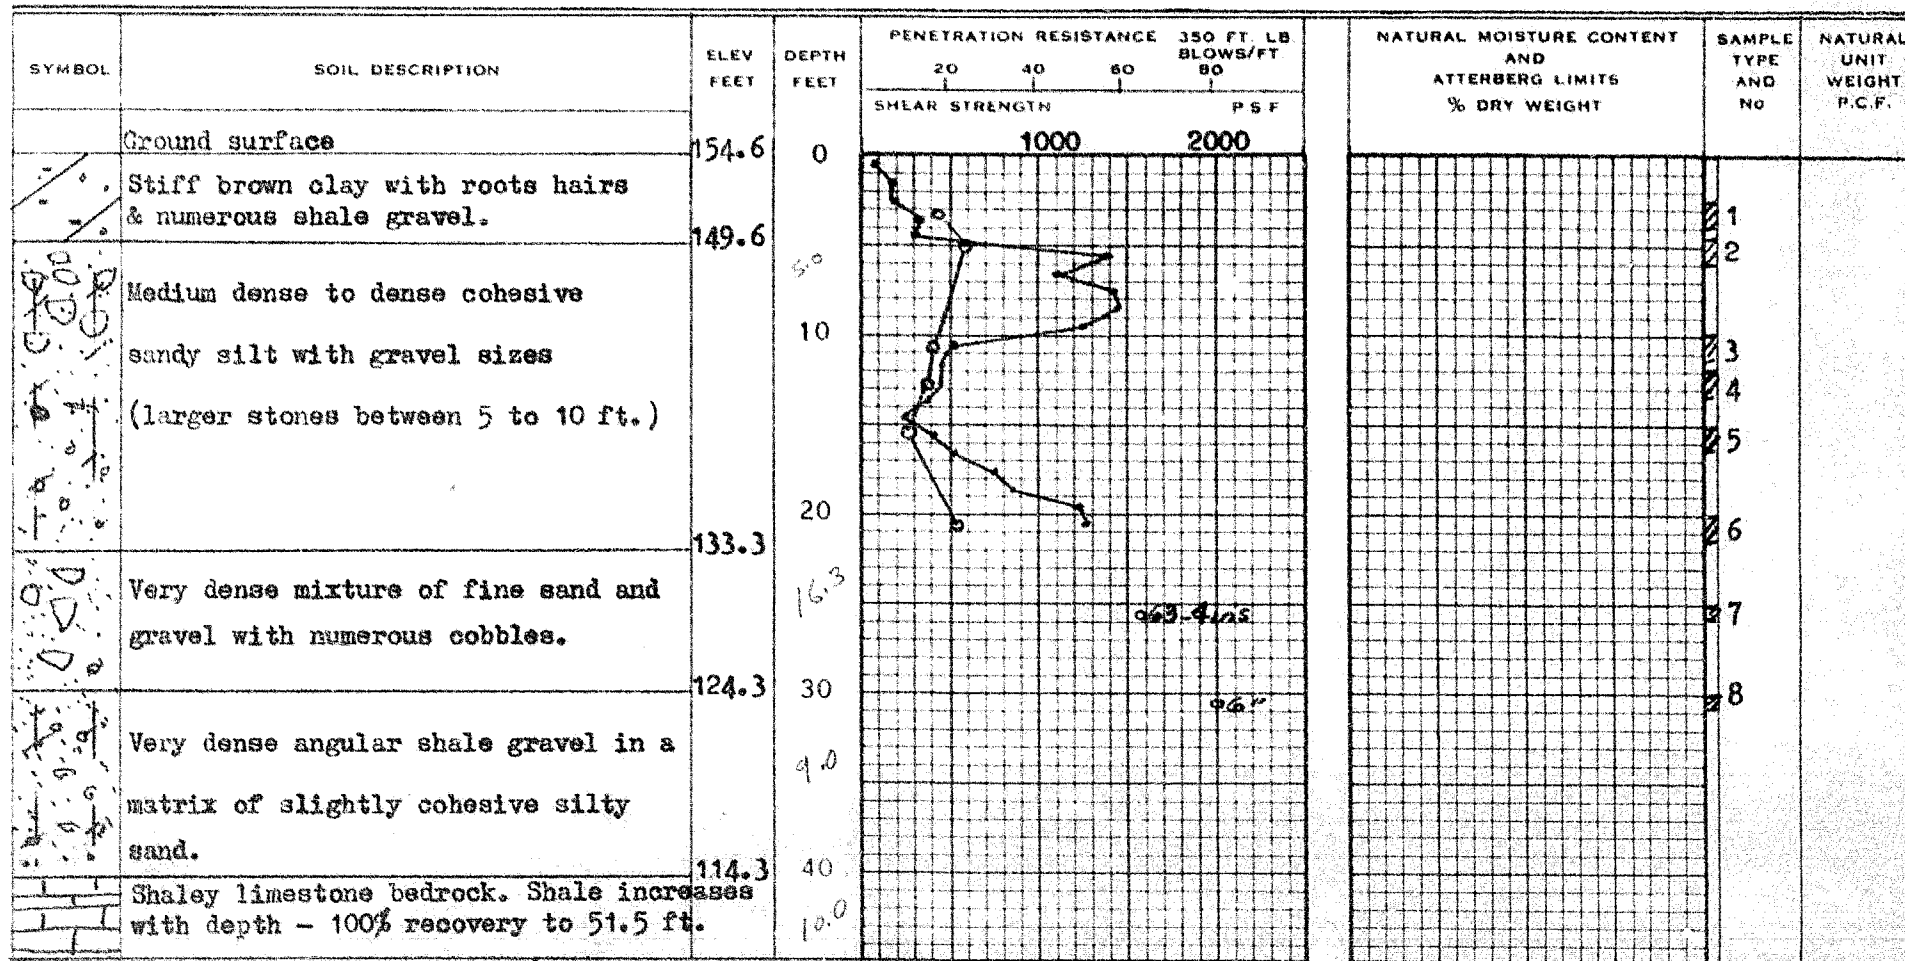 SYMBOL
SOIL DESCRIPTION
ELEV
FEET
DEPTH
FEET
PENETRATION RESISTANCE 350 FT. LB.
BLOWS/FT
20 40 60 80
SHEAR STRENGTH P S F
1000 2000
NATURAL MOISTURE CONTENT
AND
ATTERBERG LIMITS
% DRY WEIGHT
SAMPLE
TYPE
AND
No
NATURAL
UNIT
WEIGHT
P.C.F.
Ground surface
154.6 0
Stiff brown clay with roots hairs
& numerous shale gravel.
149.6
1
2
5.0
Medium dense to dense cohesive
sandy silt with gravel sizes
(larger stones between 5 to 10 ft.)
10
3
4
5
20
6
133.3
16.3
Very dense mixture of fine sand and
gravel with numerous cobbles.
63-4ins
7
124.3 30
6"
8
Very dense angular shale gravel in a
matrix of slightly cohesive silty
sand.
9.0
114.3 40
Shaley limestone bedrock. Shale increases
with depth - 100% recovery to 51.5 ft.
10.0